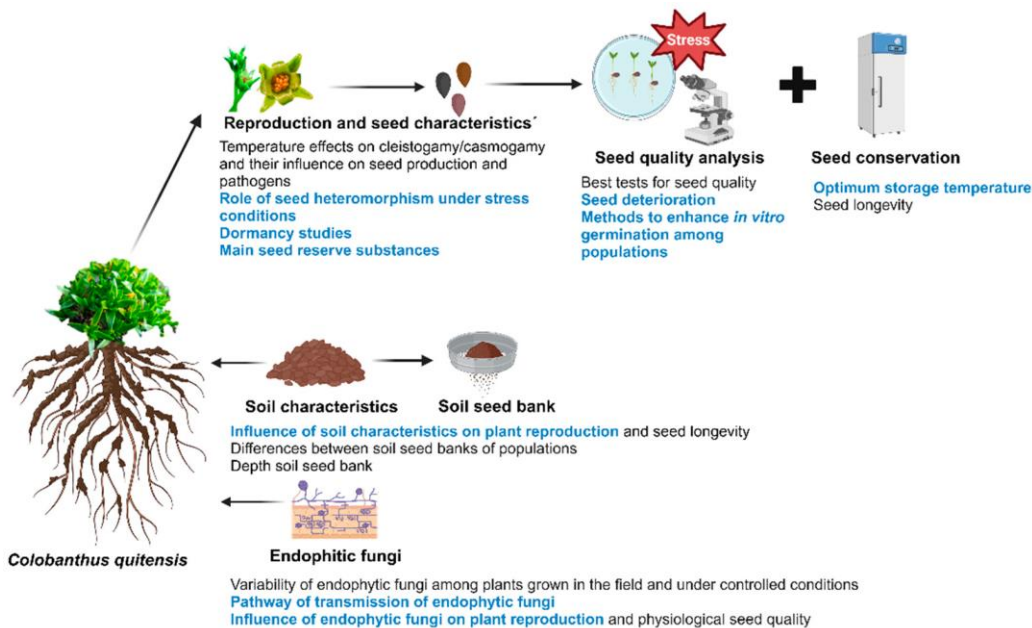 Stress
Reproduction and seed characteristics´
Temperature effects on cleistogamy/casmogamy
and their influence on seed production and
pathogens
Role of seed heteromorphism under stress
conditions
Dormancy studies
Main seed reserve substances
Seed quality analysis
Best tests for seed quality
Seed deterioration
Methods to enhance in vitro
germination among
populations
Seed conservation
Optimum storage temperature
Seed longevity
Soil characteristics
Soil seed bank
Influence of soil characteristics on plant reproduction and seed longevity
Differences between soil seed banks of populations
Depth soil seed bank
Colobanthus quitensis
Endophitic fungi
Variability of endophytic fungi among plants grown in the field and under controlled conditions
Pathway of transmission of endophytic fungi
Influence of endophytic fungi on plant reproduction and physiological seed quality